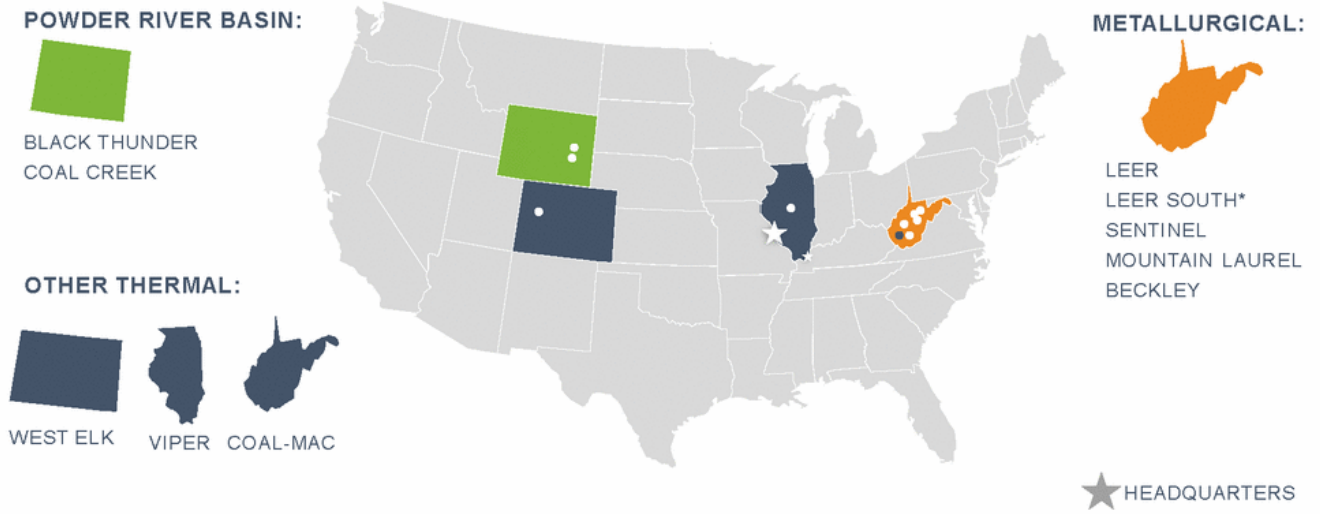 POWDER RIVER BASIN:
BLACK THUNDER
COAL CREEK
OTHER THERMAL:
WEST ELK
VIPER
COAL-MAC
METALLURGICAL:
LEER
LEER SOUTH*
SENTINEL
MOUNTAIN LAUREL
BECKLEY
HEADQUARTERS